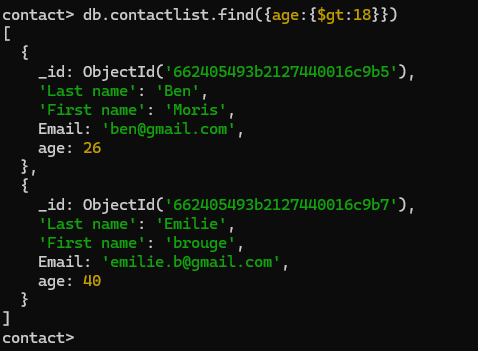 contact> db.contactlist.find({age:{$gt:18}})
[
  {
    _id: ObjectId('662405493b2127440016c9b5'),
    'Last name': 'Ben',
    'First name': 'Moris',
    Email: 'ben@gmail.com',
    age: 26
  },
  {
    _id: ObjectId('662405493b2127440016c9b7'),
    'Last name': 'Emilie',
    'First name': 'brouge',
    Email: 'emilie.b@gmail.com',
    age: 40
  }
]
contact>